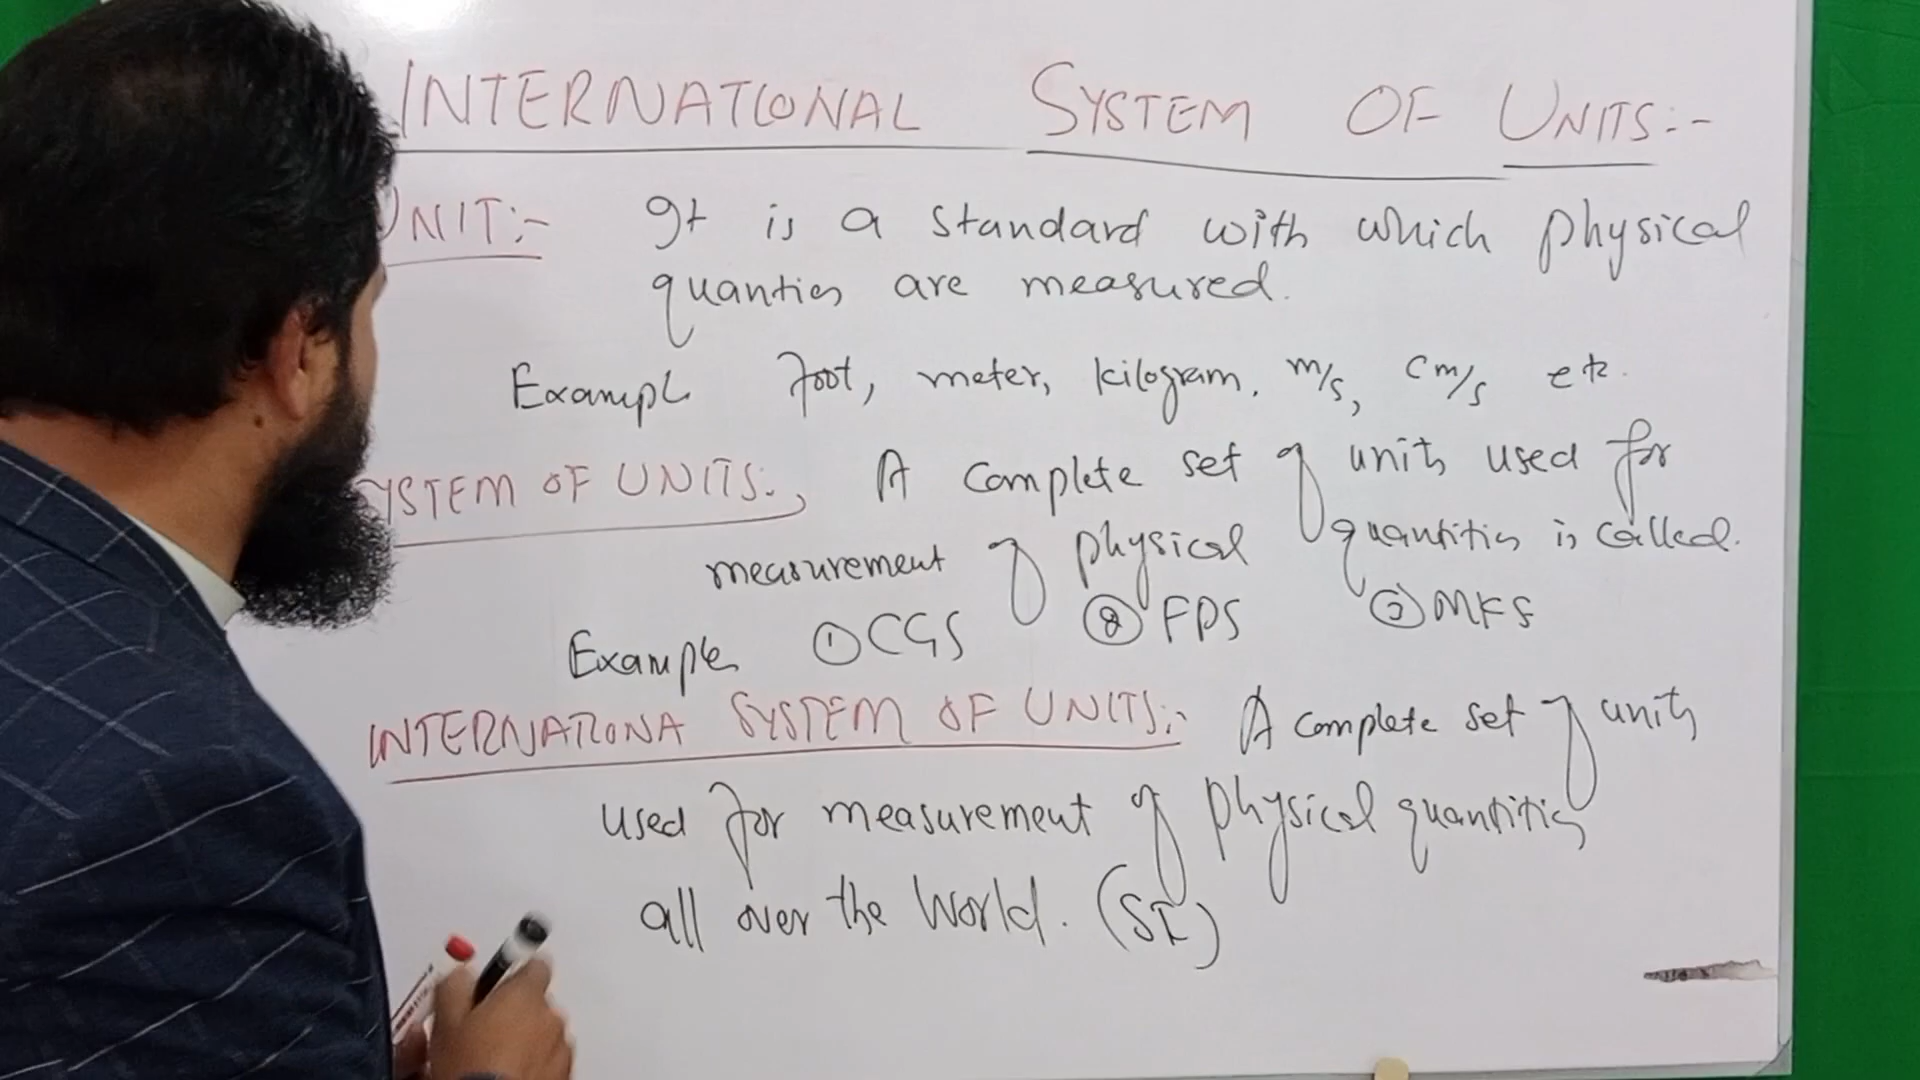 INTERNATIONAL SYSTEM OF UNITS:-
UNIT:- It is a standard with which physical
quanties are measured.
Example foot, meter, kilogram, m/s, cm/s etc.
YSTEM OF UNITS:, A complete set of units used for
measurement of physical quantities is called.
Examples ① CGS ② FPS ③ MKS
INTERNATIONA SYSTEM OF UNITS:- A complete set of units
used for measurement of physical quantities
all over the world. (SI)